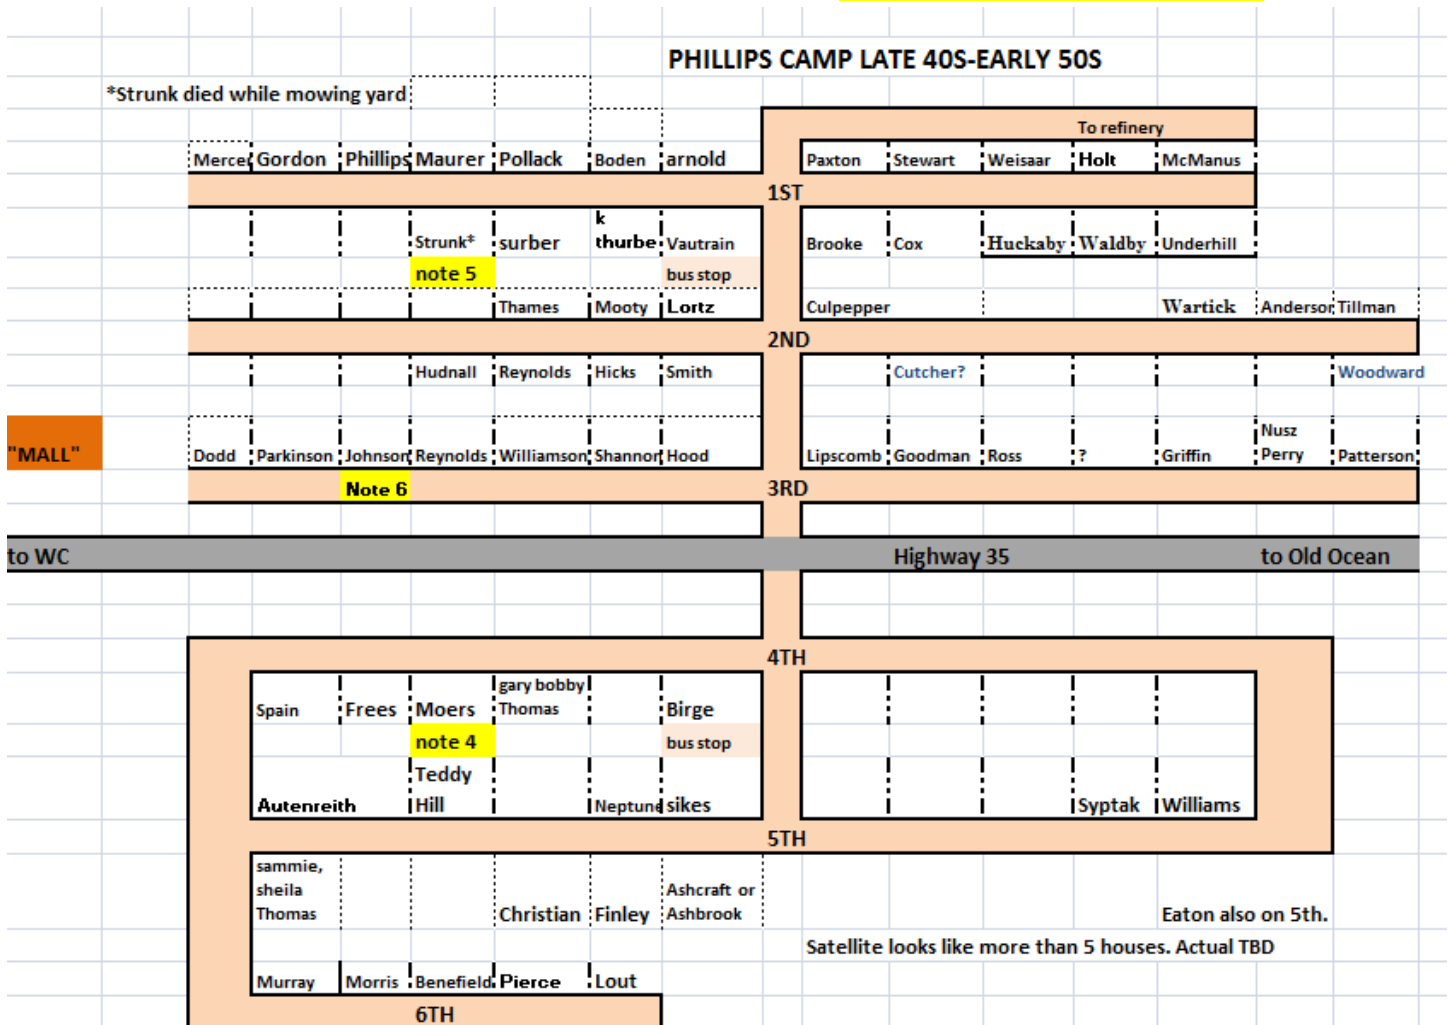 PHILLIPS CAMP LATE 40S-EARLY 50S
*Strunk died while mowing yard
To refinery
Mercer Gordon Phillips Maurer Pollack Boden arnold Paxton Stewart Weisaar Holt McManus
1ST
k
Strunk* surber thurbe Vautrain Brooke Cox Huckaby Waldby Underhill
note 5 bus stop
Thames Mooty Lortz Culpepper Wartick Anderson Tillman
2ND
Hudnall Reynolds Hicks Smith Cutcher? Woodward
Nusz
"MALL" Dodd Parkinson Johnson Reynolds Williamson Shannon Hood Lipscomb Goodman Ross ? Griffin Perry Patterson
Note 6 3RD
to WC Highway 35 to Old Ocean
4TH
gary bobby
Spain Frees Moers Thomas Birge
note 4 bus stop
Teddy
Autenreith Hill Neptune sikes Syptak Williams
5TH
sammie,
sheila Ashcraft or
Thomas Christian Finley Ashbrook Eaton also on 5th.
Satellite looks like more than 5 houses. Actual TBD
Murray Morris Benefield Pierce Lout
6TH